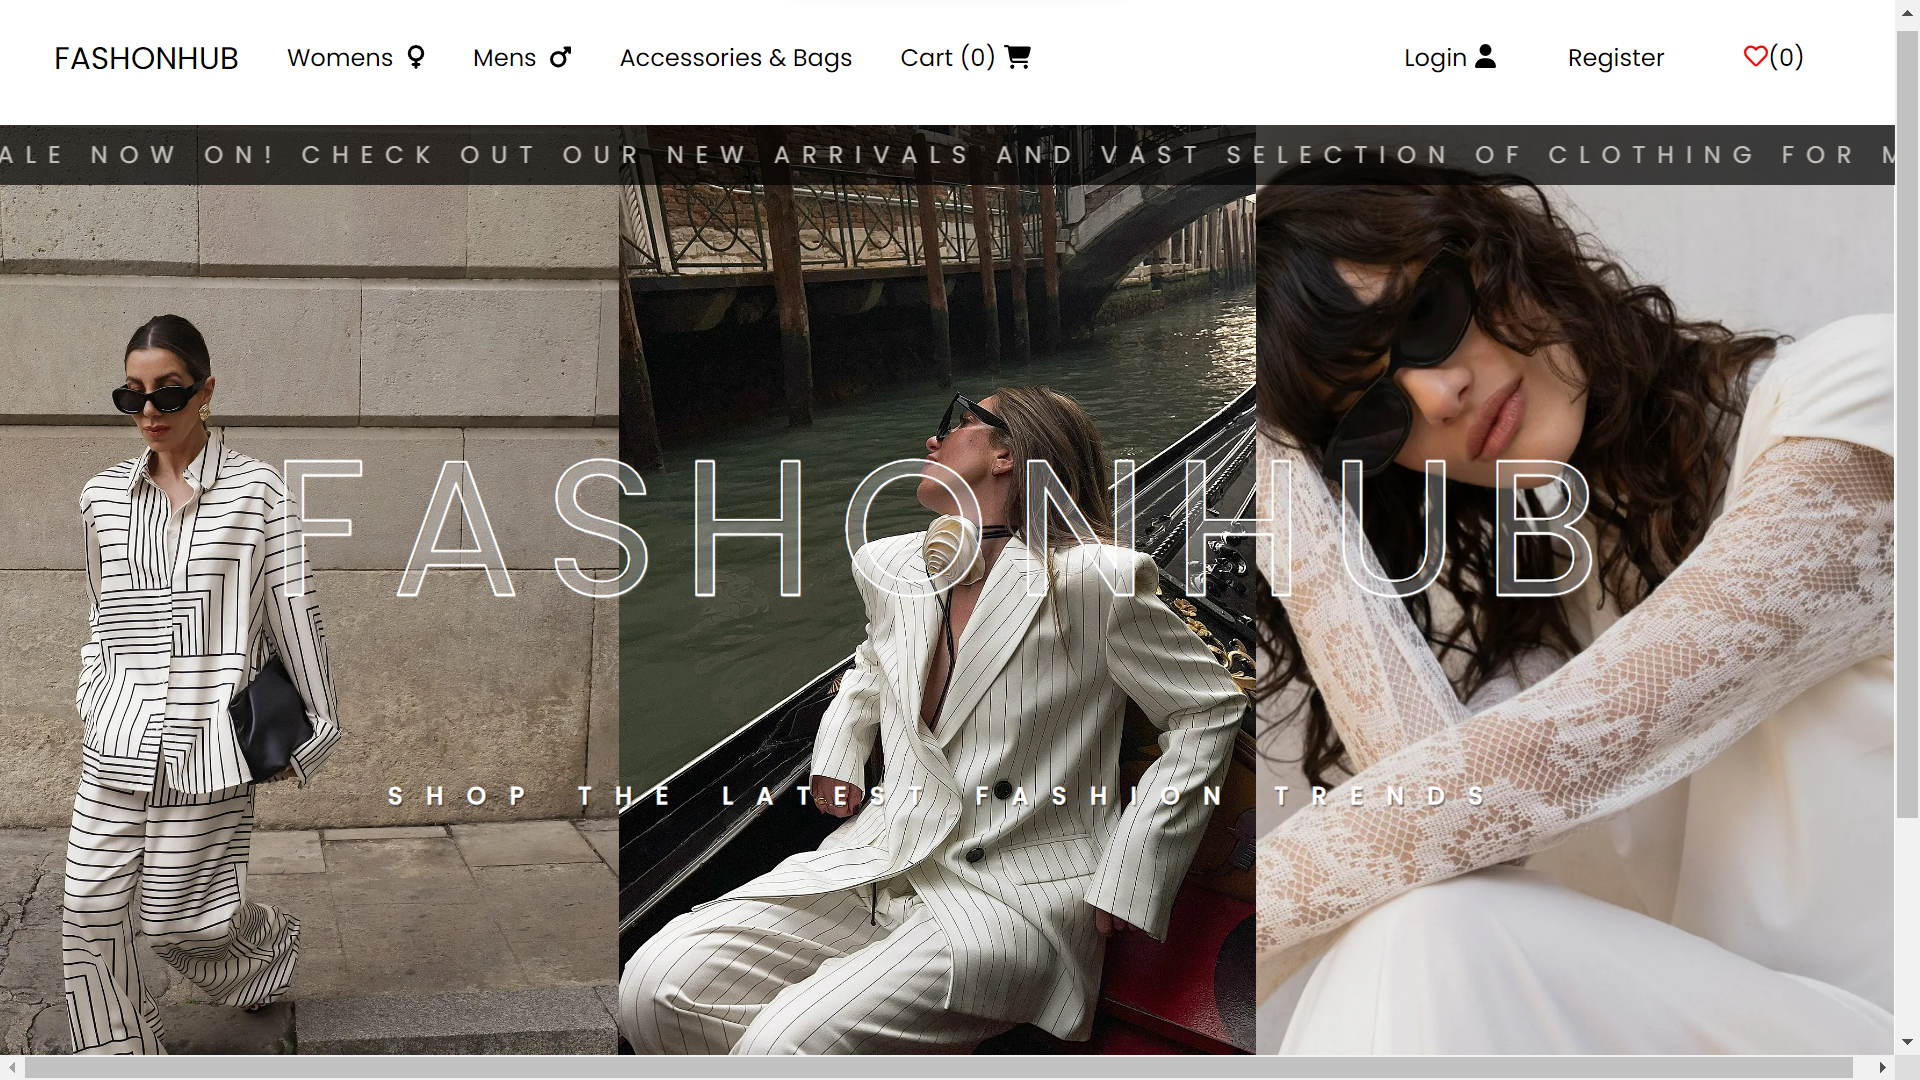 FASHONHUB Womens Mens Accessories & Bags Cart (0) Login Register (0)
ALE NOW ON! CHECK OUT OUR NEW ARRIVALS AND VAST SELECTION OF CLOTHING FOR
FASHONHUB
SHOP THE LATEST FASHION TRENDS